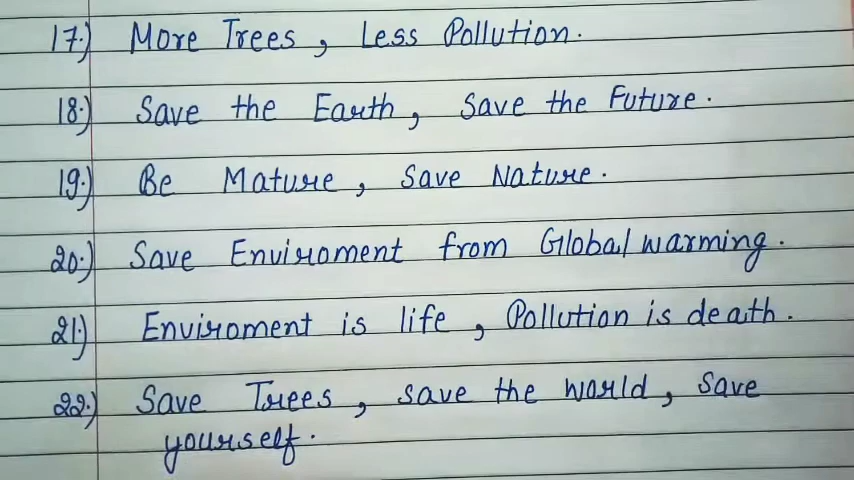 17.) More Trees, Less Pollution.
18.) Save the Earth, Save the Future.
19.) Be Mature, Save Nature.
20.) Save Enviroment from Global warming.
21.) Enviroment is life, Pollution is death.
22.) Save Trees, save the world, Save
yourself.